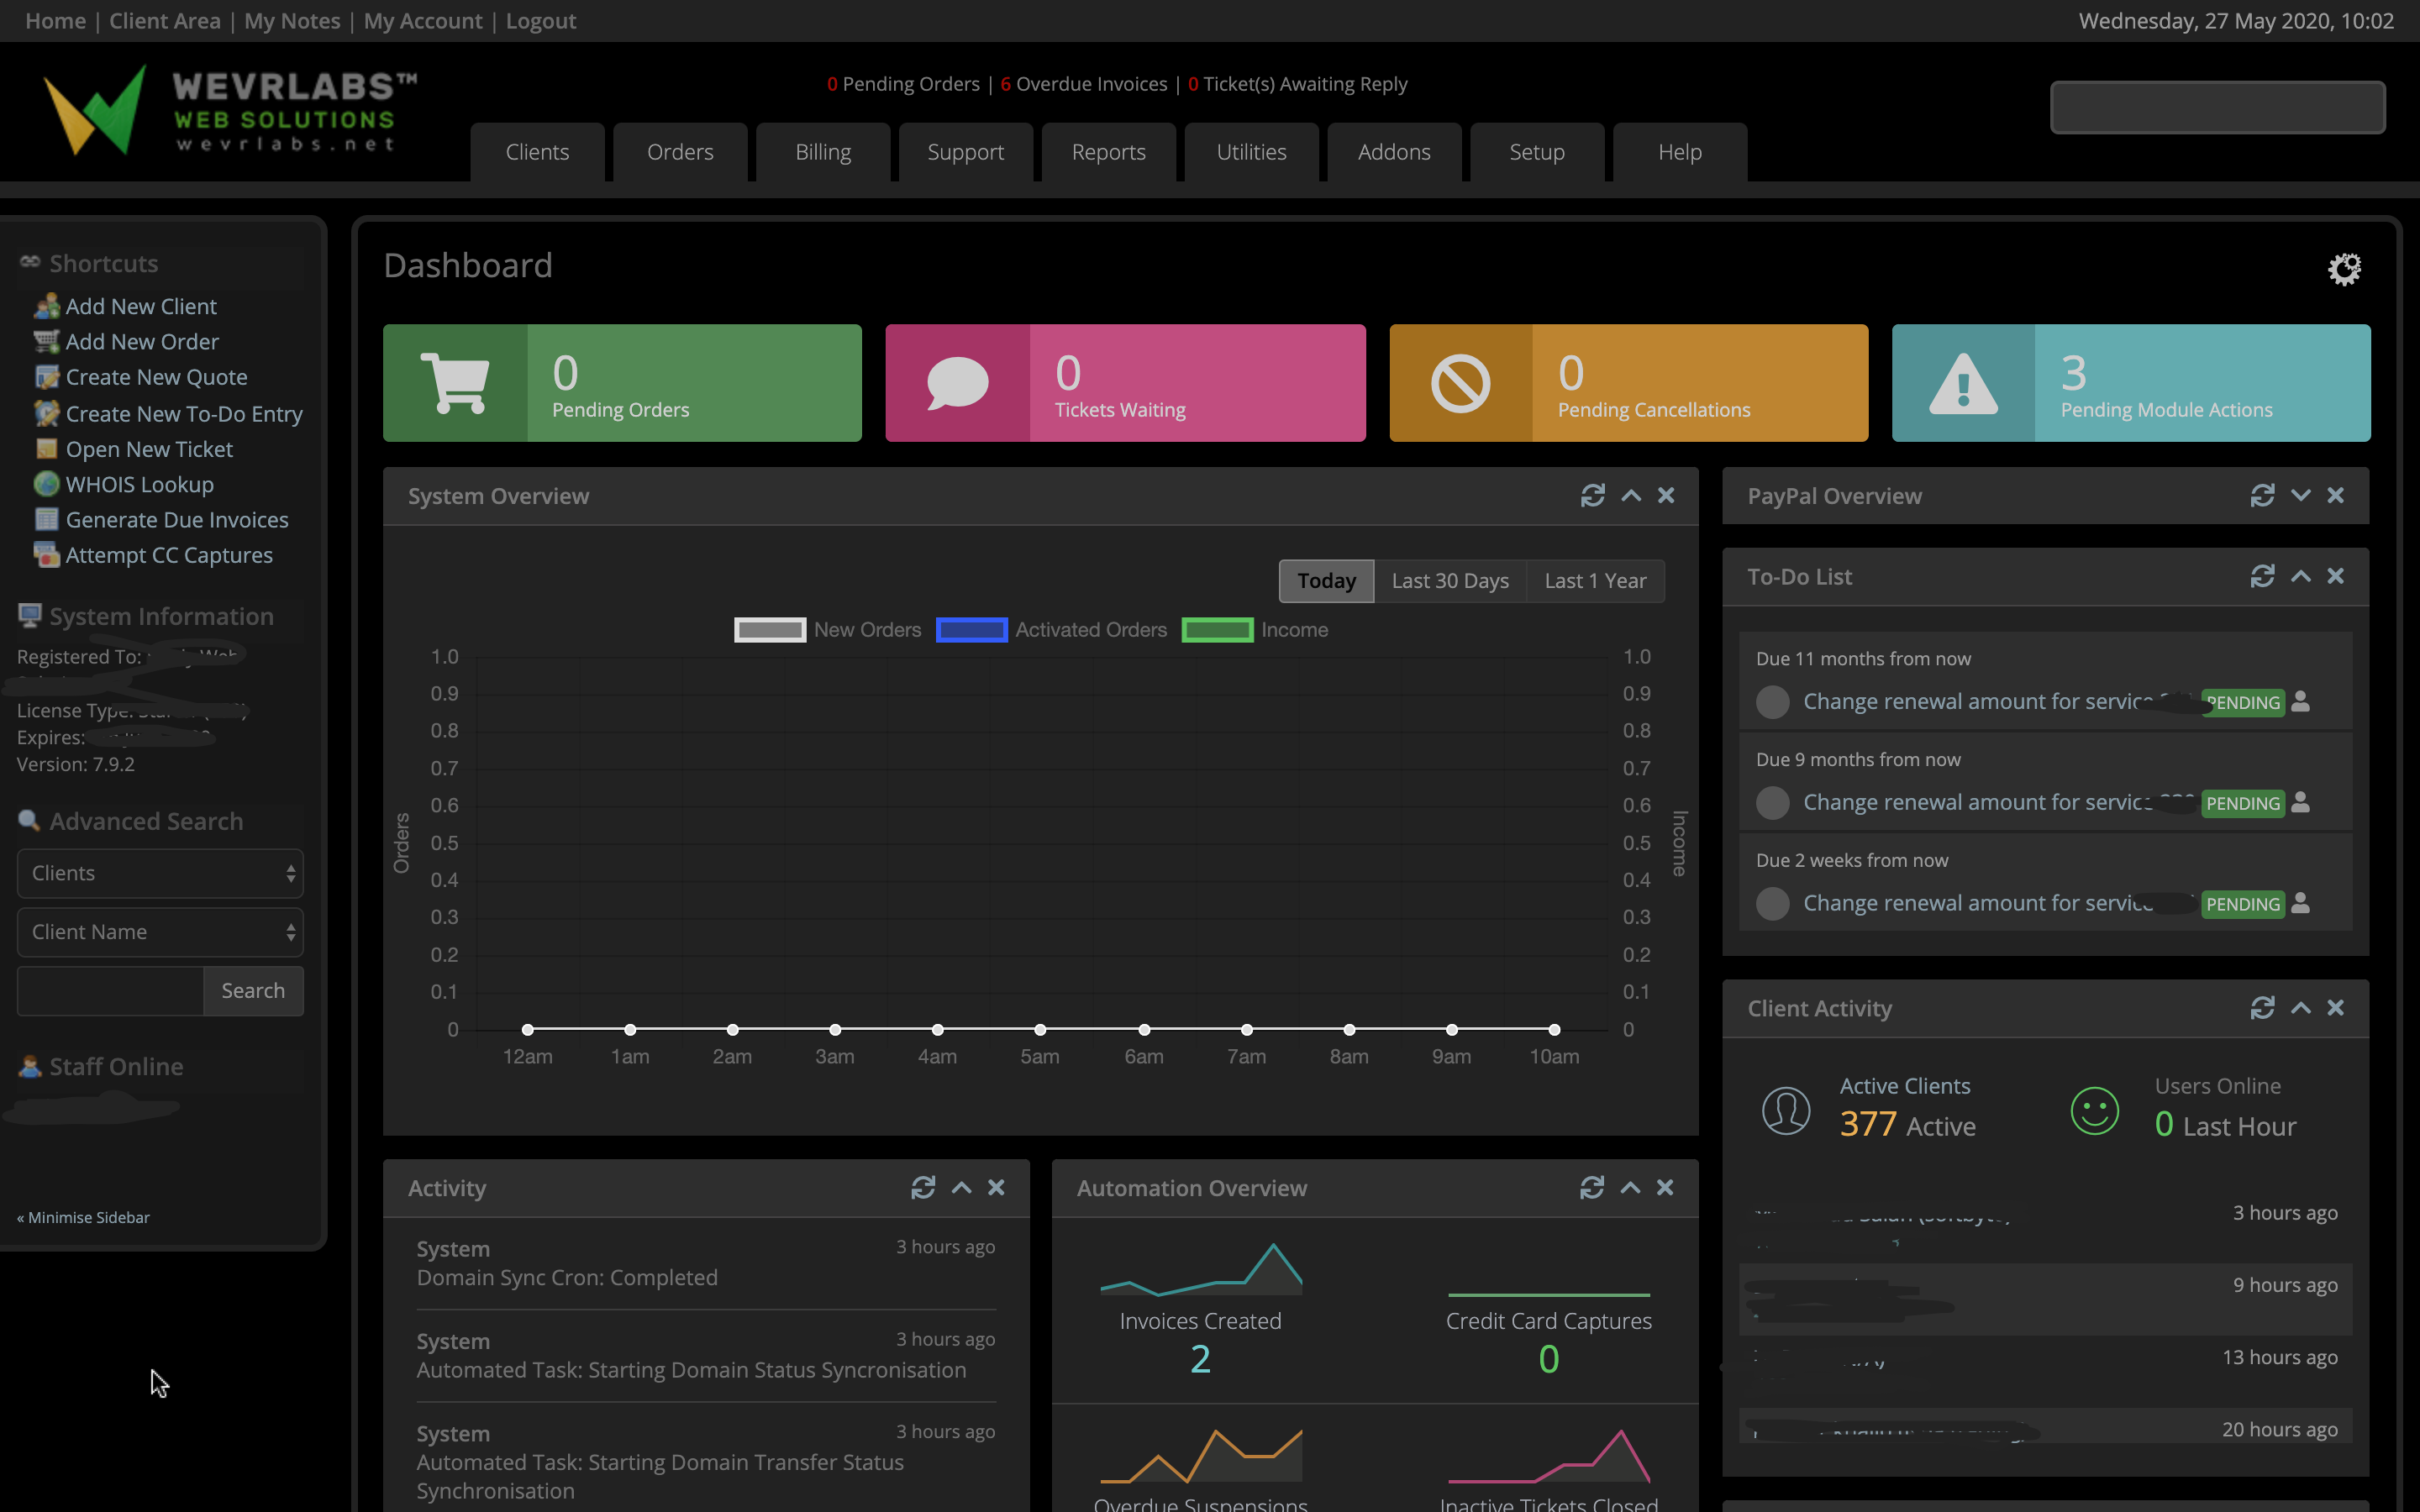 Home | Client Area | My Notes | My Account | Logout
Wednesday, 27 May 2020, 10:02
WEVRLABS™
WEB SOLUTIONS
wevrlabs.net
0 Pending Orders | 6 Overdue Invoices | 0 Ticket(s) Awaiting Reply
Clients Orders Billing Support Reports Utilities Addons Setup Help
Shortcuts
Add New Client
Add New Order
Create New Quote
Create New To-Do Entry
Open New Ticket
WHOIS Lookup
Generate Due Invoices
Attempt CC Captures
System Information
Registered To:
License Type:
Expires:
Version: 7.9.2
Advanced Search
Clients
Client Name
Search
Staff Online
« Minimise Sidebar
Dashboard
0
Pending Orders
0
Tickets Waiting
0
Pending Cancellations
3
Pending Module Actions
System Overview
Today Last 30 Days Last 1 Year
New Orders Activated Orders Income
1.0 1.0
0.9 0.9
0.8 0.8
0.7 0.7
0.6 0.6
0.5 0.5
0.4 0.4
0.3 0.3
0.2 0.2
0.1 0.1
0 0
Orders
Income
12am 1am 2am 3am 4am 5am 6am 7am 8am 9am 10am
PayPal Overview
To-Do List
Due 11 months from now
Change renewal amount for service PENDING
Due 9 months from now
Change renewal amount for service PENDING
Due 2 weeks from now
Change renewal amount for service PENDING
Client Activity
Active Clients
377 Active
Users Online
0 Last Hour
3 hours ago
9 hours ago
13 hours ago
20 hours ago
Activity
System 3 hours ago
Domain Sync Cron: Completed
System 3 hours ago
Automated Task: Starting Domain Status Syncronisation
System 3 hours ago
Automated Task: Starting Domain Transfer Status
Synchronisation
Automation Overview
Invoices Created
2
Credit Card Captures
0
Overdue Suspensions
Inactive Tickets Closed